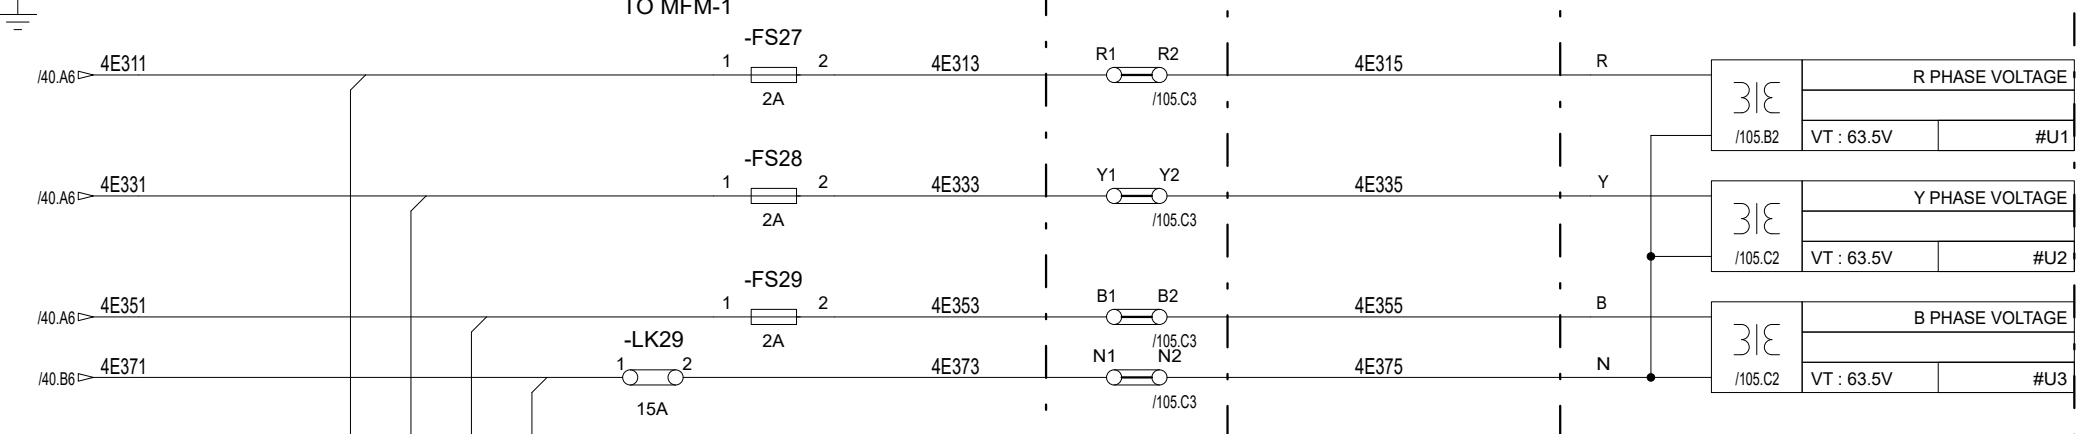 TO MFM-1
-FS27
/40.A6 4E311 1 2 4E313 R1 R2 4E315 R R PHASE VOLTAGE
2A /105.C3
/105.B2 VT : 63.5V #U1
-FS28
/40.A6 4E331 1 2 4E333 Y1 Y2 4E335 Y Y PHASE VOLTAGE
2A /105.C3
/105.C2 VT : 63.5V #U2
-FS29
/40.A6 4E351 1 2 4E353 B1 B2 4E355 B B PHASE VOLTAGE
-LK29 2A /105.C3
/40.B6 4E371 1 2 4E373 N1 N2 4E375 N /105.C2 VT : 63.5V #U3
15A /105.C3